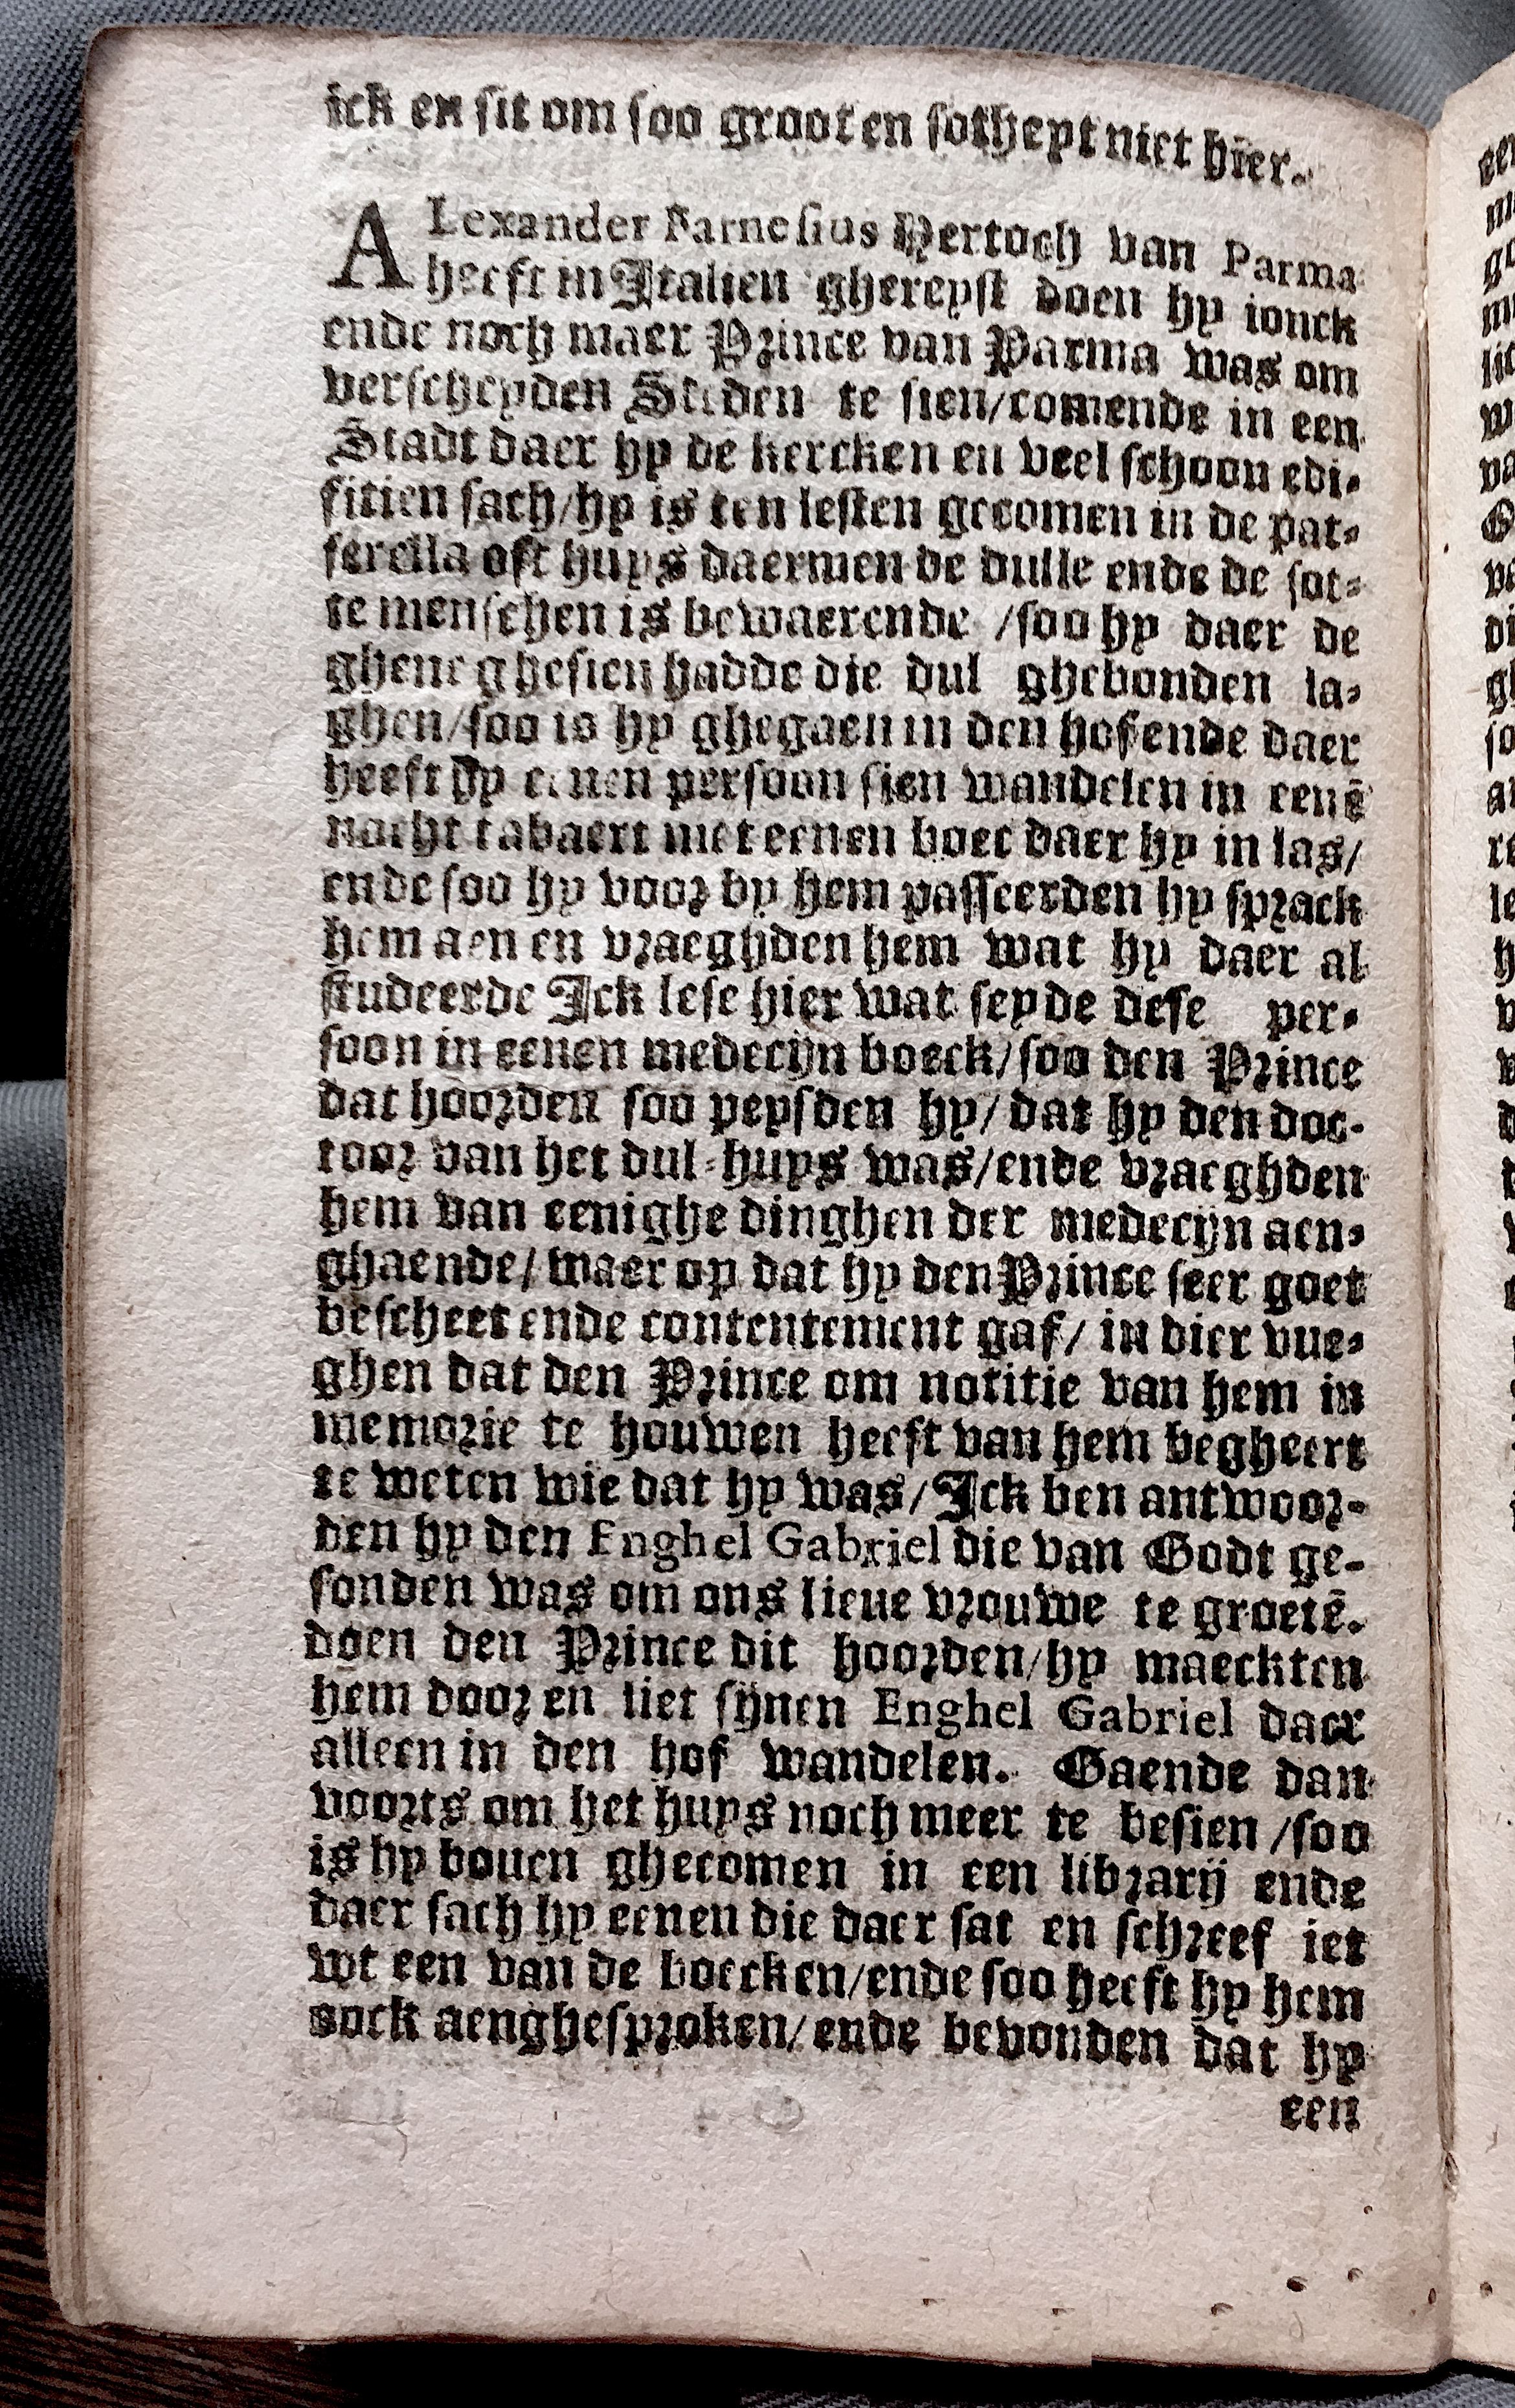 ick en sit om soo groot en sotheyt niet hier.
ALexander Farnesius Hertoch van Parma
heeft in Italien ghereyst doen hy ionck
ende noch maer Prince van Parma was om
verscheyden Steden te sien/comende in een
Stadt daer hy de kercken en veel schoon edi-
fitien sach/hy is ten lesten gecomen in de pat-
serella oft huys daermen de dulle ende de sot-
te menschen is bewaerende /soo hy daer de
ghene ghesien hadde die dul ghebonden la-
ghen/soo is hy ghegaen in den hof ende daer
heeft hy eenen persoon sien wandelen in eenē
nacht tabaert met eenen boec daer hy in las/
ende soo hy voor by hem passeerden hy sprack
hem aen en vraeghden hem wat hy daer al
studeerde Ick lese hier wat seyde dese per-
soon in eenen medecijn boeck/soo den Prince
dat hoorden soo peysden hy/ dat hy den doc-
toor van het dul-huys was/ende vraeghden
hem van eenighe dinghen der medecijn aen-
ghaende/ waer op dat hy den Prince seer goet
bescheet ende contentement gaf/ in dier vue-
ghen dat den Prince om notitie van hem in
memorie te houwen heeft van hem begheert
te weten wie dat hy was/ Ick ben antwoor-
den hy den Enghel Gabriel die van Godt ge-
sonden was om ons lieue vrouwe te groetē.
doen den Prince dit hoorden/hy maeckten
hem door en liet sijnen Enghel Gabriel daer
alleen in den hof wandelen. Gaende dan
voorts om het huys noch meer te besien /soo
is hy bouen ghecomen in een librarij ende
daer sach hy eenen die daer sat en schreef iet
wt een van de boecken/ende soo heeft hy hem
oock aenghesproken/ende bevonden dat hy
een